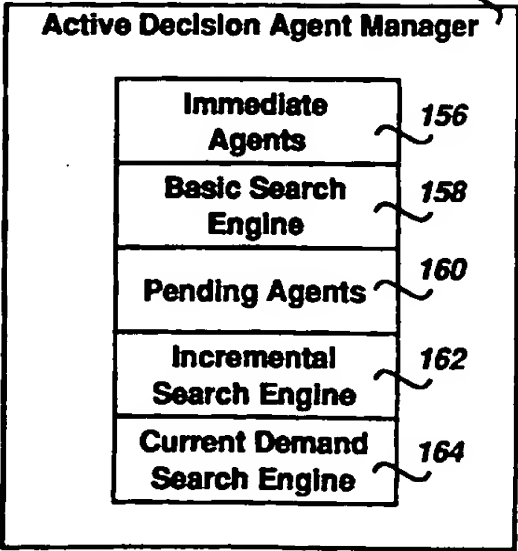 Active Decision Agent Manager
Immediate
Agents
156
Basic Search
Engine
158
Pending Agents
160
Incremental
Search Engine
162
Current Demand
Search Engine
164